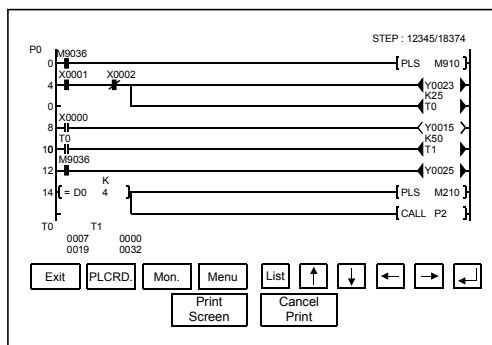 STEP : 12345/18374
P0
M9036
0 [PLS M910]
X0001 X0002
4 Y0023
K25
0 T0
X0000
8 Y0015
T0 K50
10 T1
M9036
12 Y0025
K
14 [= D0 4 ] [PLS M210]
[CALL P2 ]
T0 T1
0007 0000
0019 0032
Exit PLCRD. Mon. Menu List
Print Screen
Cancel Print